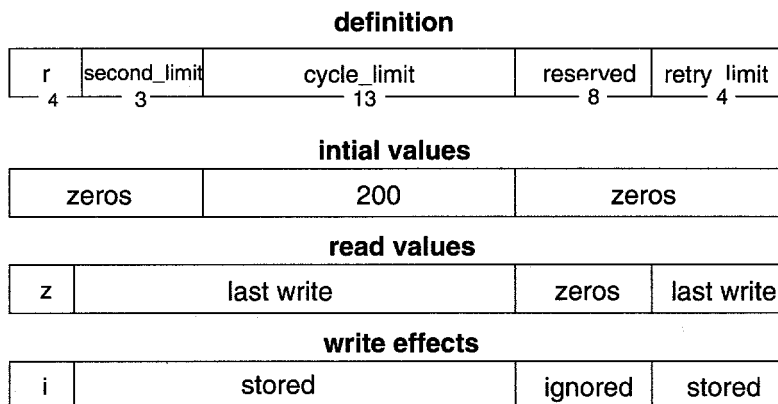 definition
r second_limit cycle_limit reserved retry_limit
4 3 13 8 4
intial values
zeros 200 zeros
read values
z last write zeros last write
write effects
i stored ignored stored